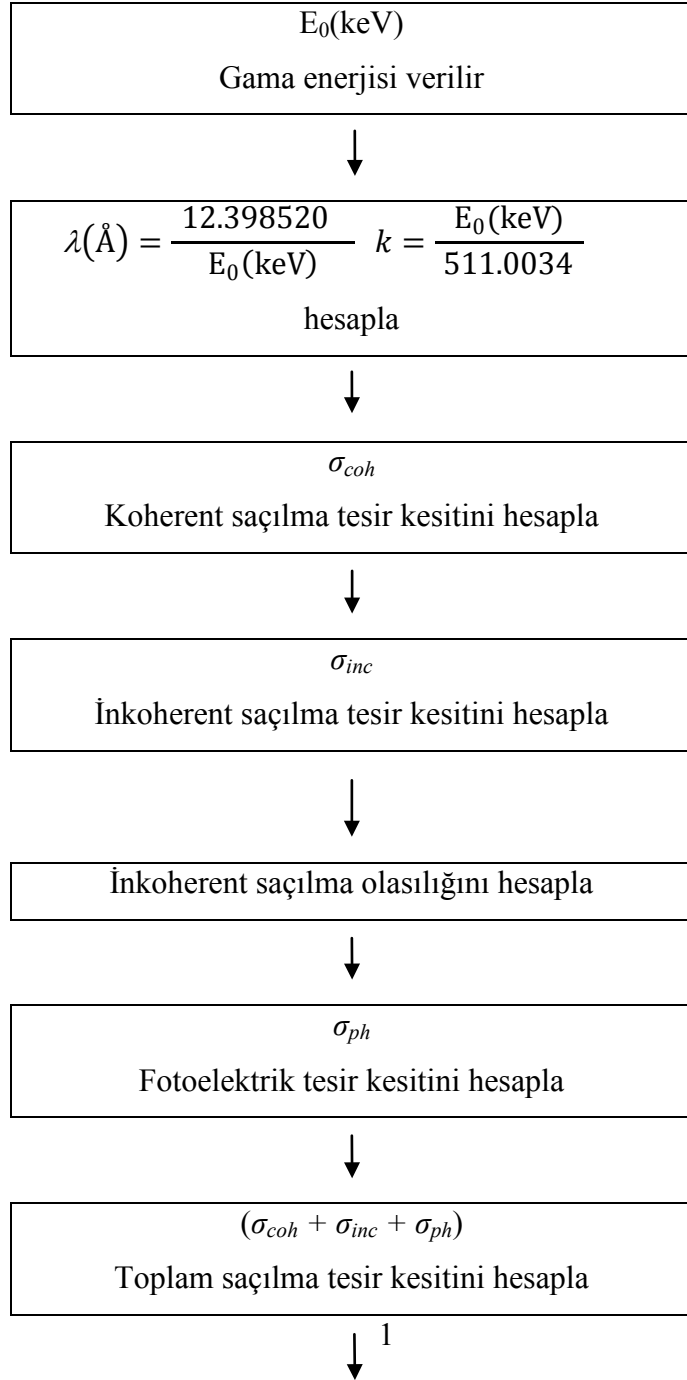 E₀(keV)
Gama enerjisi verilir
λ(Å) = 12.398520 / E₀(keV) k = E₀(keV) / 511.0034
hesapla
σcoh
Koherent saçılma tesir kesitini hesapla
σinc
İnkoherent saçılma tesir kesitini hesapla
İnkoherent saçılma olasılığını hesapla
σph
Fotoelektrik tesir kesitini hesapla
(σcoh + σinc + σph)
Toplam saçılma tesir kesitini hesapla
1